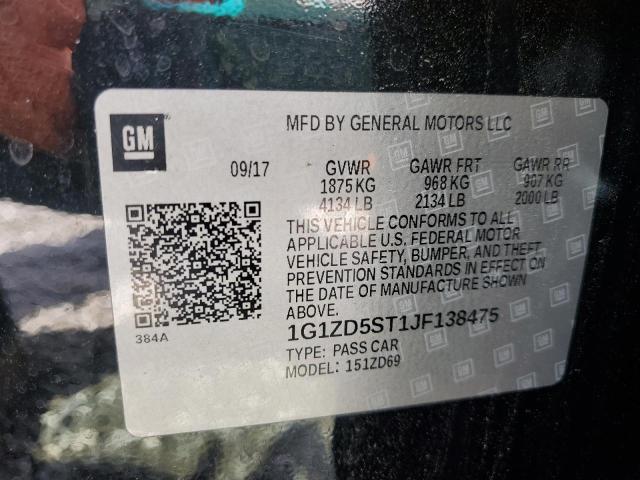 GM
MFD BY GENERAL MOTORS LLC
09/17 GVWR GAWR FRT GAWR RR
1875 KG 968 KG 907 KG
4134 LB 2134 LB 2000 LB
THIS VEHICLE CONFORMS TO ALL
APPLICABLE U.S. FEDERAL MOTOR
VEHICLE SAFETY, BUMPER, AND THEFT
PREVENTION STANDARDS IN EFFECT ON
THE DATE OF MANUFACTURE SHOWN
ABOVE.
384A
1G1ZD5ST1JF138475
TYPE: PASS CAR
MODEL: 151ZD69